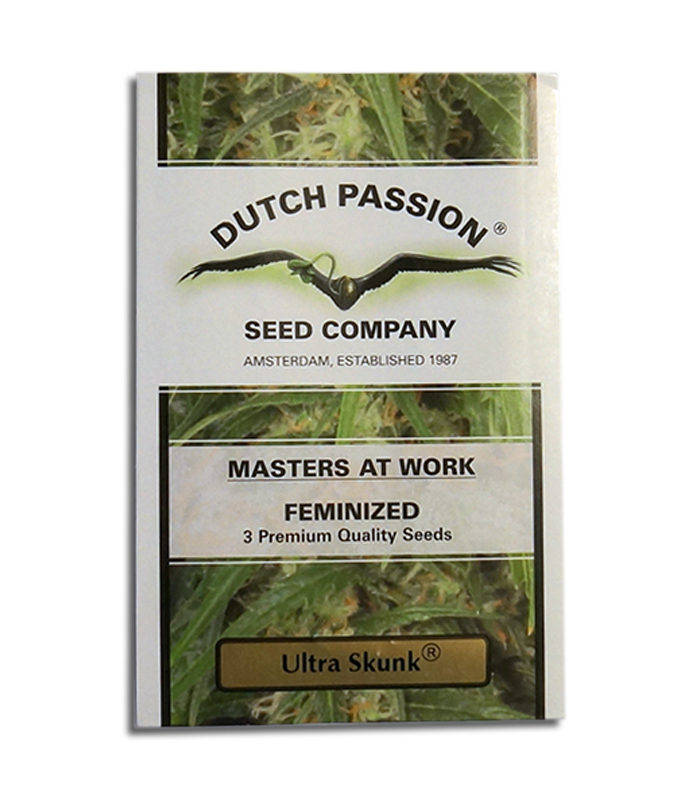 DUTCH PASSION®
SEED COMPANY
AMSTERDAM, ESTABLISHED 1987
MASTERS AT WORK
FEMINIZED
3 Premium Quality Seeds
Ultra Skunk®